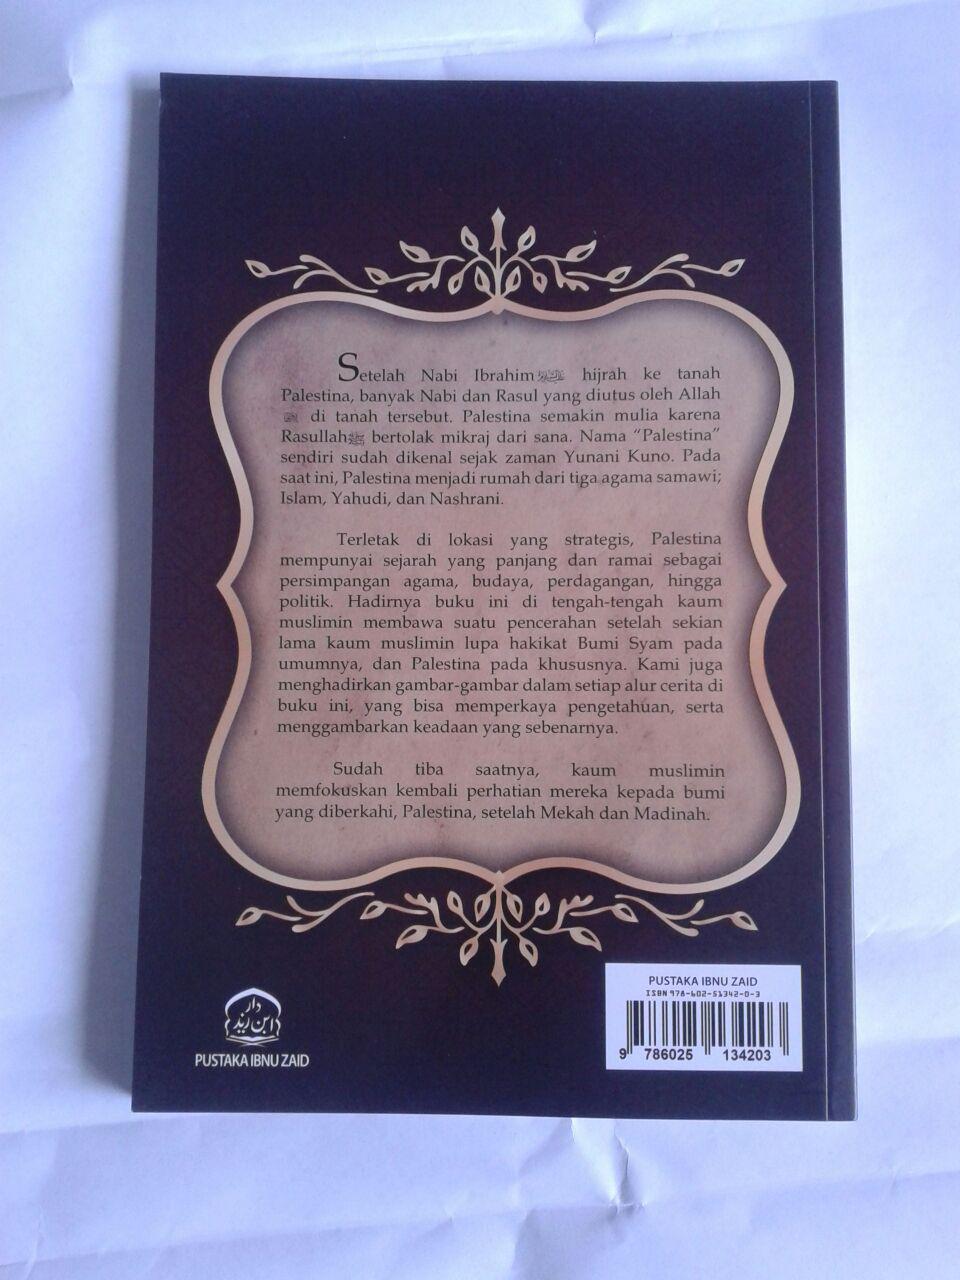 Setelah Nabi Ibrahim hijrah ke tanah
Palestina, banyak Nabi dan Rasul yang diutus oleh Allah
di tanah tersebut. Palestina semakin mulia karena
Rasullahﷺ bertolak mikraj dari sana. Nama “Palestina”
sendiri sudah dikenal sejak zaman Yunani Kuno. Pada
saat ini, Palestina menjadi rumah dari tiga agama samawi;
Islam, Yahudi, dan Nashrani.
Terletak di lokasi yang strategis, Palestina
mempunyai sejarah yang panjang dan ramai sebagai
persimpangan agama, budaya, perdagangan, hingga
politik. Hadirnya buku ini di tengah-tengah kaum
muslimin membawa suatu pencerahan setelah sekian
lama kaum muslimin lupa hakikat Bumi Syam pada
umumnya, dan Palestina pada khususnya. Kami juga
menghadirkan gambar-gambar dalam setiap alur cerita di
buku ini, yang bisa memperkaya pengetahuan, serta
menggambarkan keadaan yang sebenarnya.
Sudah tiba saatnya, kaum muslimin
memfokuskan kembali perhatian mereka kepada bumi
yang diberkahi, Palestina, setelah Mekah dan Madinah.
دار
ابن زيد
PUSTAKA IBNU ZAID
PUSTAKA IBNU ZAID
ISBN 978-602-51342-0-3
9 786025 134203